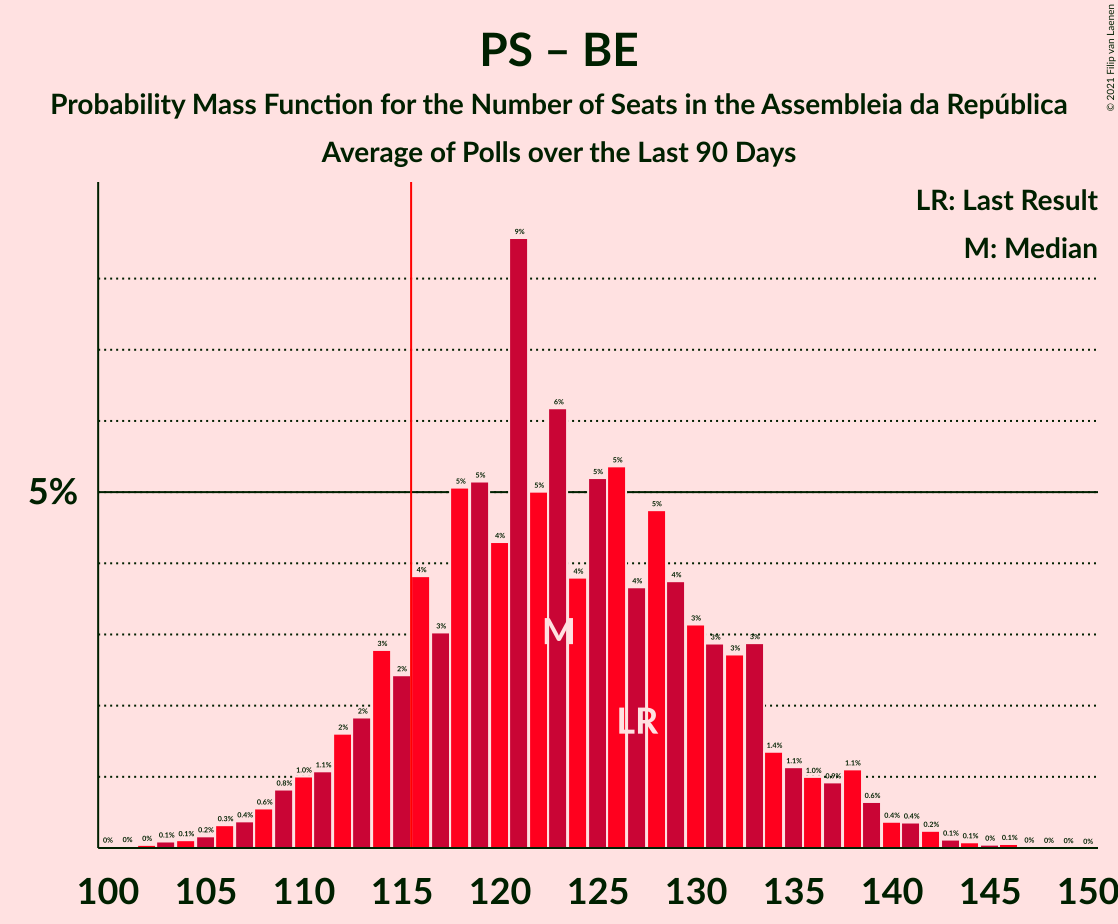 PS – BE
Probability Mass Function for the Number of Seats in the Assembleia da República
Average of Polls over the Last 90 Days
© 2021 Filip van Laenen
LR: Last Result
M: Median
5%
0% 0% 0% 0.1% 0.1% 0.2% 0.3% 0.4% 0.6% 0.8% 1.0% 1.1% 2% 2% 3% 2% 4% 3% 5% 5% 4% 9% 5% 6% 4% 5% 5% 4% 5% 4% 3% 3% 3% 3% 1.4% 1.1% 1.0% 0.9% 1.1% 0.6% 0.4% 0.4% 0.2% 0.1% 0.1% 0% 0.1% 0% 0% 0% 0%
M
LR
100 105 110 115 120 125 130 135 140 145 150